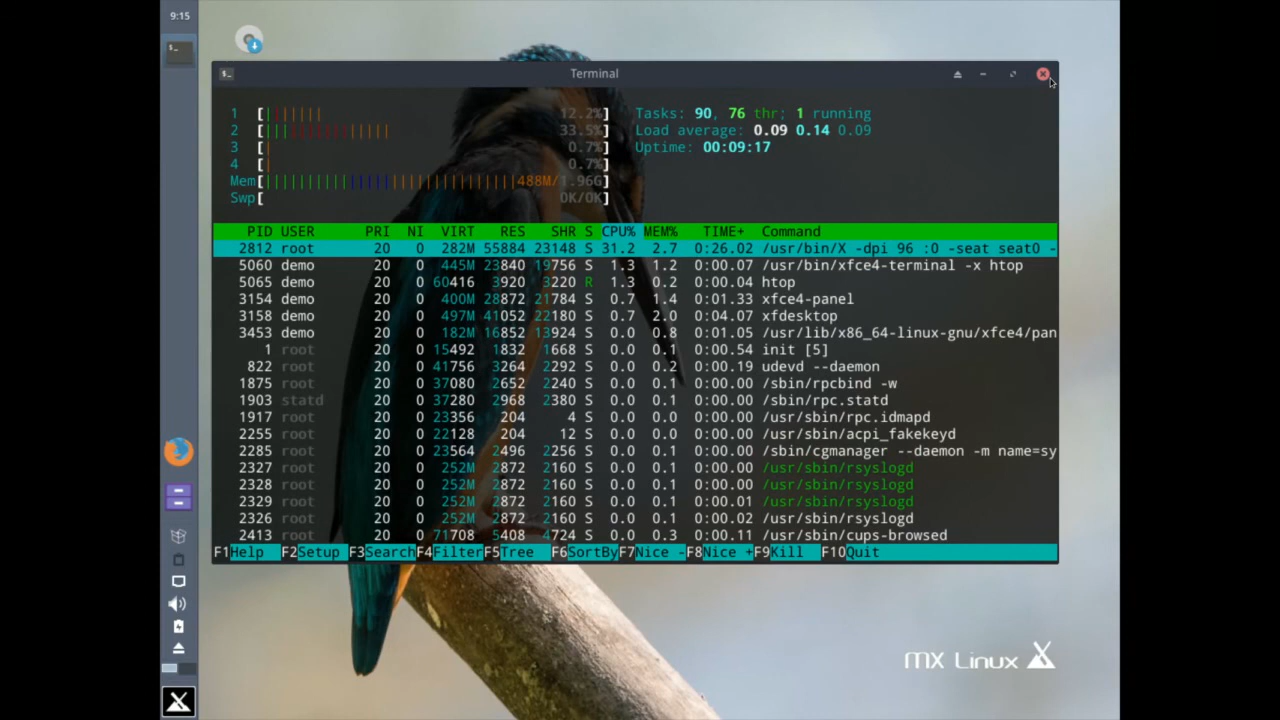 9:15
Terminal
1 [ 12.2%] Tasks: 90, 76 thr; 1 running
2 [ 33.5%] Load average: 0.09 0.14 0.09
3 [ 0.7%] Uptime: 00:09:17
4 [ 0.7%]
Mem[ 488M/1.96G]
Swp[ 0K/0K]
PID USER PRI NI VIRT RES SHR S CPU% MEM% TIME+ Command
2812 root 20 0 282M 55884 23148 S 31.2 2.7 0:26.02 /usr/bin/X -dpi 96 :0 -seat seat0 -
5060 demo 20 0 445M 23840 19756 S 1.3 1.2 0:00.07 /usr/bin/xfce4-terminal -x htop
5065 demo 20 0 60416 3920 3220 R 1.3 0.2 0:00.04 htop
3154 demo 20 0 400M 28872 21784 S 0.7 1.4 0:01.33 xfce4-panel
3158 demo 20 0 497M 41052 22180 S 0.7 2.0 0:04.07 xfdesktop
3453 demo 20 0 182M 16852 13924 S 0.0 0.8 0:01.05 /usr/lib/x86_64-linux-gnu/xfce4/pan
1 root 20 0 15492 1832 1668 S 0.0 0.1 0:00.54 init [5]
822 root 20 0 41756 3264 2292 S 0.0 0.2 0:00.19 udevd --daemon
1875 root 20 0 37080 2652 2240 S 0.0 0.1 0:00.00 /sbin/rpcbind -w
1903 statd 20 0 37280 2968 2380 S 0.0 0.1 0:00.00 /sbin/rpc.statd
1917 root 20 0 23356 204 4 S 0.0 0.0 0:00.00 /usr/sbin/rpc.idmapd
2255 root 20 0 22128 204 12 S 0.0 0.0 0:00.00 /usr/sbin/acpi_fakekeyd
2285 root 20 0 23564 2496 2256 S 0.0 0.1 0:00.00 /sbin/cgmanager --daemon -m name=sy
2327 root 20 0 252M 2872 2160 S 0.0 0.1 0:00.00 /usr/sbin/rsyslogd
2328 root 20 0 252M 2872 2160 S 0.0 0.1 0:00.00 /usr/sbin/rsyslogd
2329 root 20 0 252M 2872 2160 S 0.0 0.1 0:00.01 /usr/sbin/rsyslogd
2326 root 20 0 252M 2872 2160 S 0.0 0.1 0:00.02 /usr/sbin/rsyslogd
2413 root 20 0 71708 5408 4724 S 0.0 0.3 0:00.11 /usr/sbin/cups-browsed
F1Help F2Setup F3SearchF4FilterF5Tree F6SortByF7Nice -F8Nice +F9Kill F10Quit
MX Linux